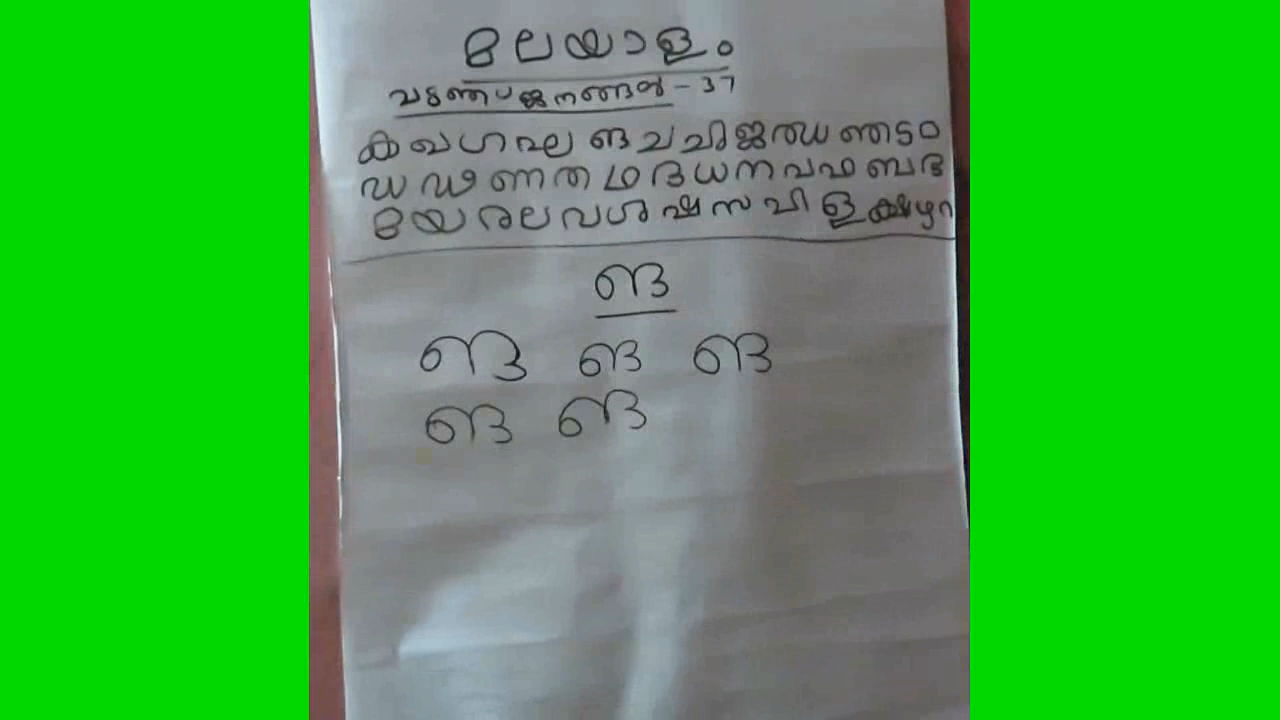 മലയാളം
വ്യഞ്ജനങ്ങൾ - 37
ക ഖ ഗ ഘ ങ ച ഛ ജ ഝ ഞ ട ഠ
ഡ ഢ ണ ത ഥ ദ ധ ന പ ഫ ബ ഭ
മ യ ര ല വ ശ ഷ സ ഹ ള ക്ഷ ഴ റ
ങ
ങ ങ ങ
ങ ങ